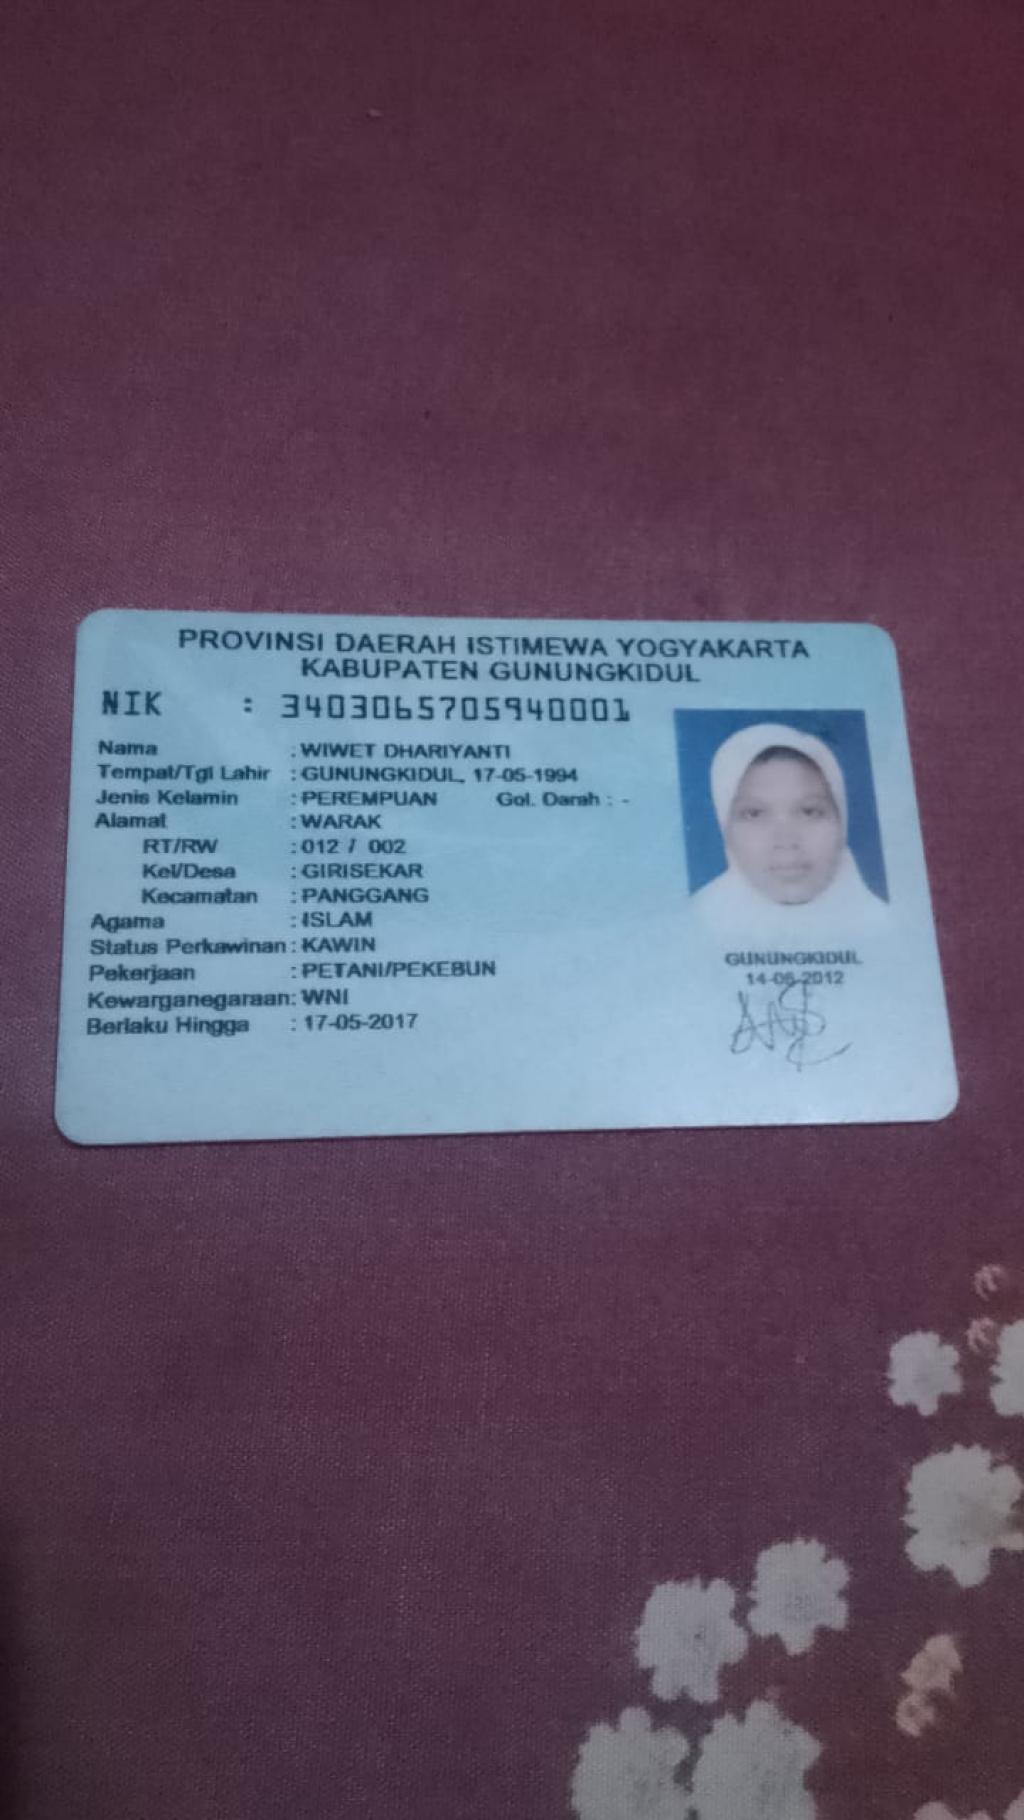 PROVINSI DAERAH ISTIMEWA YOGYAKARTA
KABUPATEN GUNUNGKIDUL
NIK : 3403065705940001
Nama : WIWET DHARIYANTI
Tempat/Tgl Lahir : GUNUNGKIDUL, 17-05-1994
Jenis Kelamin : PEREMPUAN Gol. Darah : -
Alamat : WARAK
RT/RW : 012 / 002
Kel/Desa : GIRISEKAR
Kecamatan : PANGGANG
Agama : ISLAM
Status Perkawinan : KAWIN
Pekerjaan : PETANI/PEKEBUN
Kewarganegaraan: WNI
Berlaku Hingga : 17-05-2017
GUNUNGKIDUL
14-06-2012